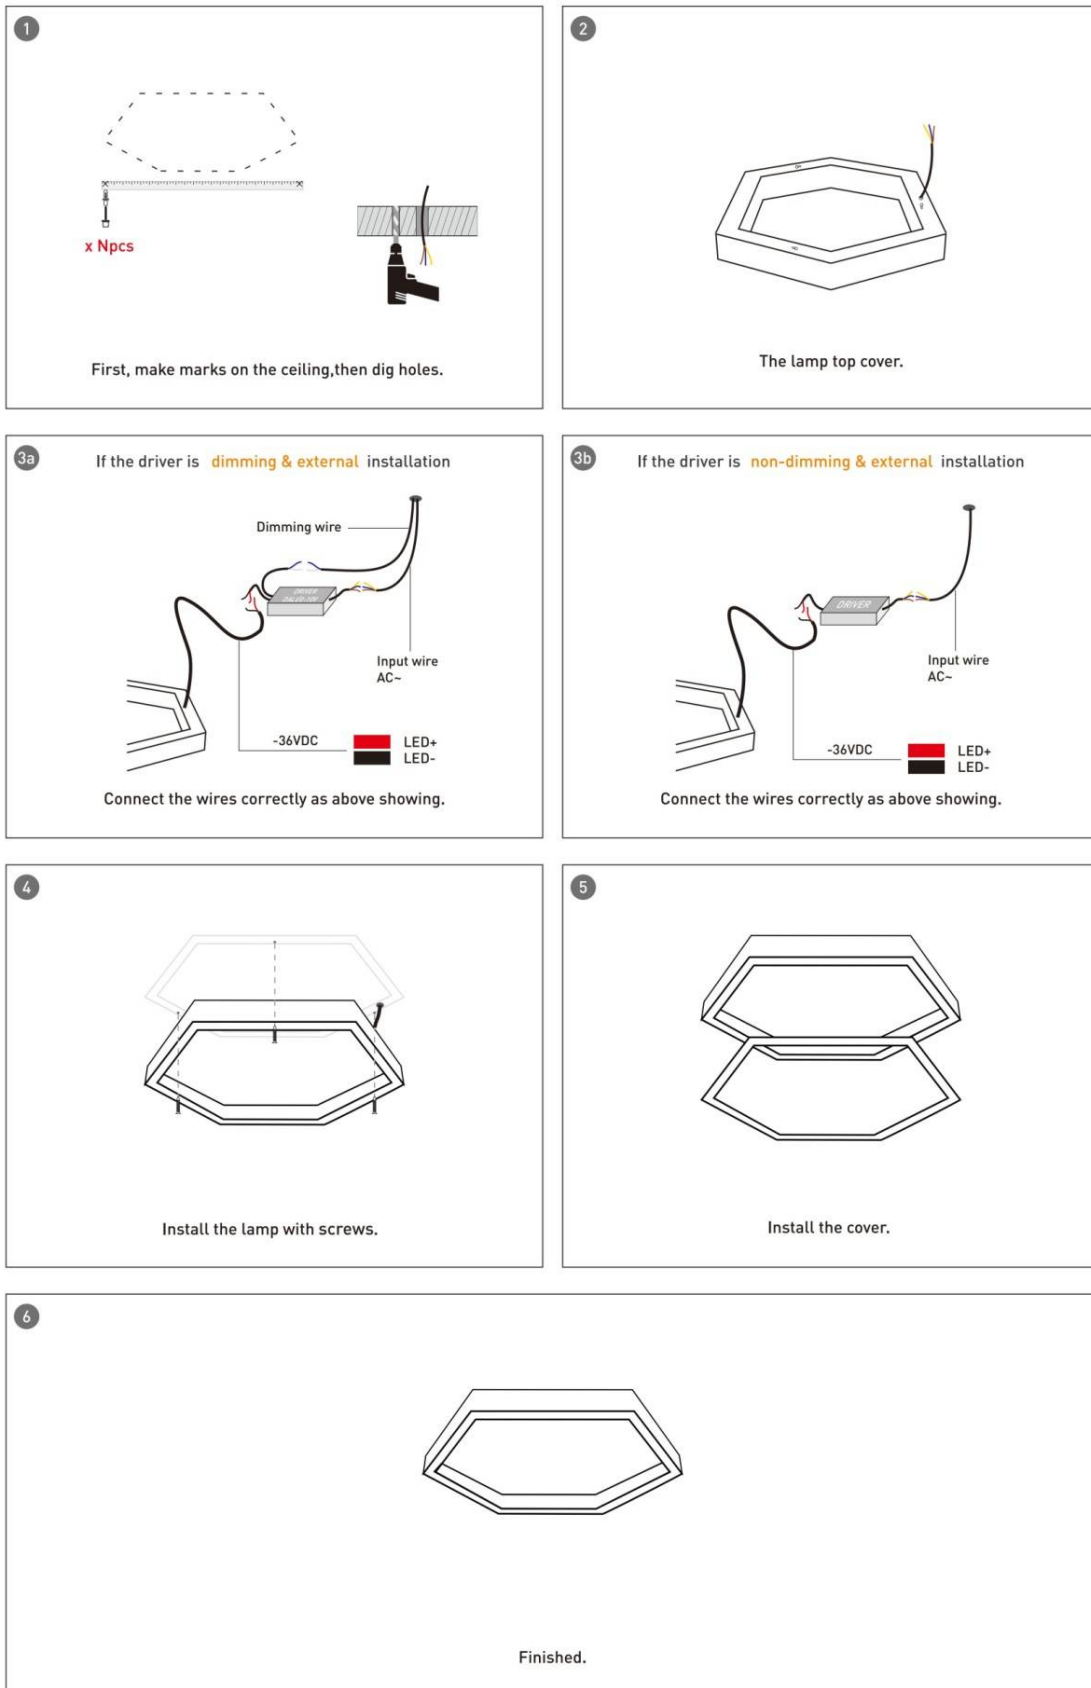 1
x Npcs
First, make marks on the ceiling,then dig holes.
2
The lamp top cover.
3a
If the driver is dimming & external installation
Dimming wire
DRIVER
Input wire
AC~
-36VDC
LED+
LED-
Connect the wires correctly as above showing.
3b
If the driver is non-dimming & external installation
DRIVER
Input wire
AC~
-36VDC
LED+
LED-
Connect the wires correctly as above showing.
4
Install the lamp with screws.
5
Install the cover.
6
Finished.